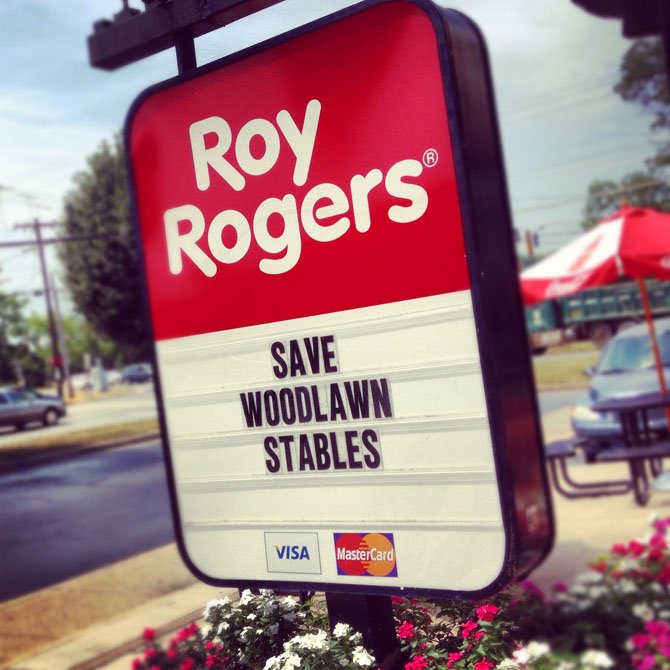 Roy
Rogers®
SAVE
WOODLAWN
STABLES
VISA
MasterCard